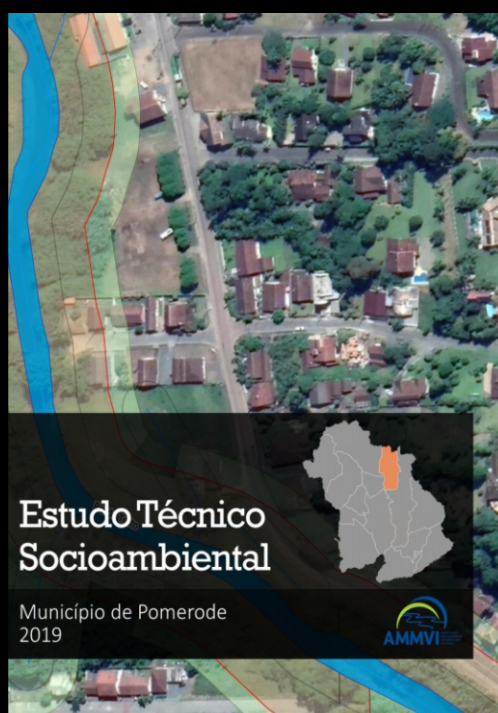 Estudo Técnico
Socioambiental
Município de Pomerode
2019
AMMVI